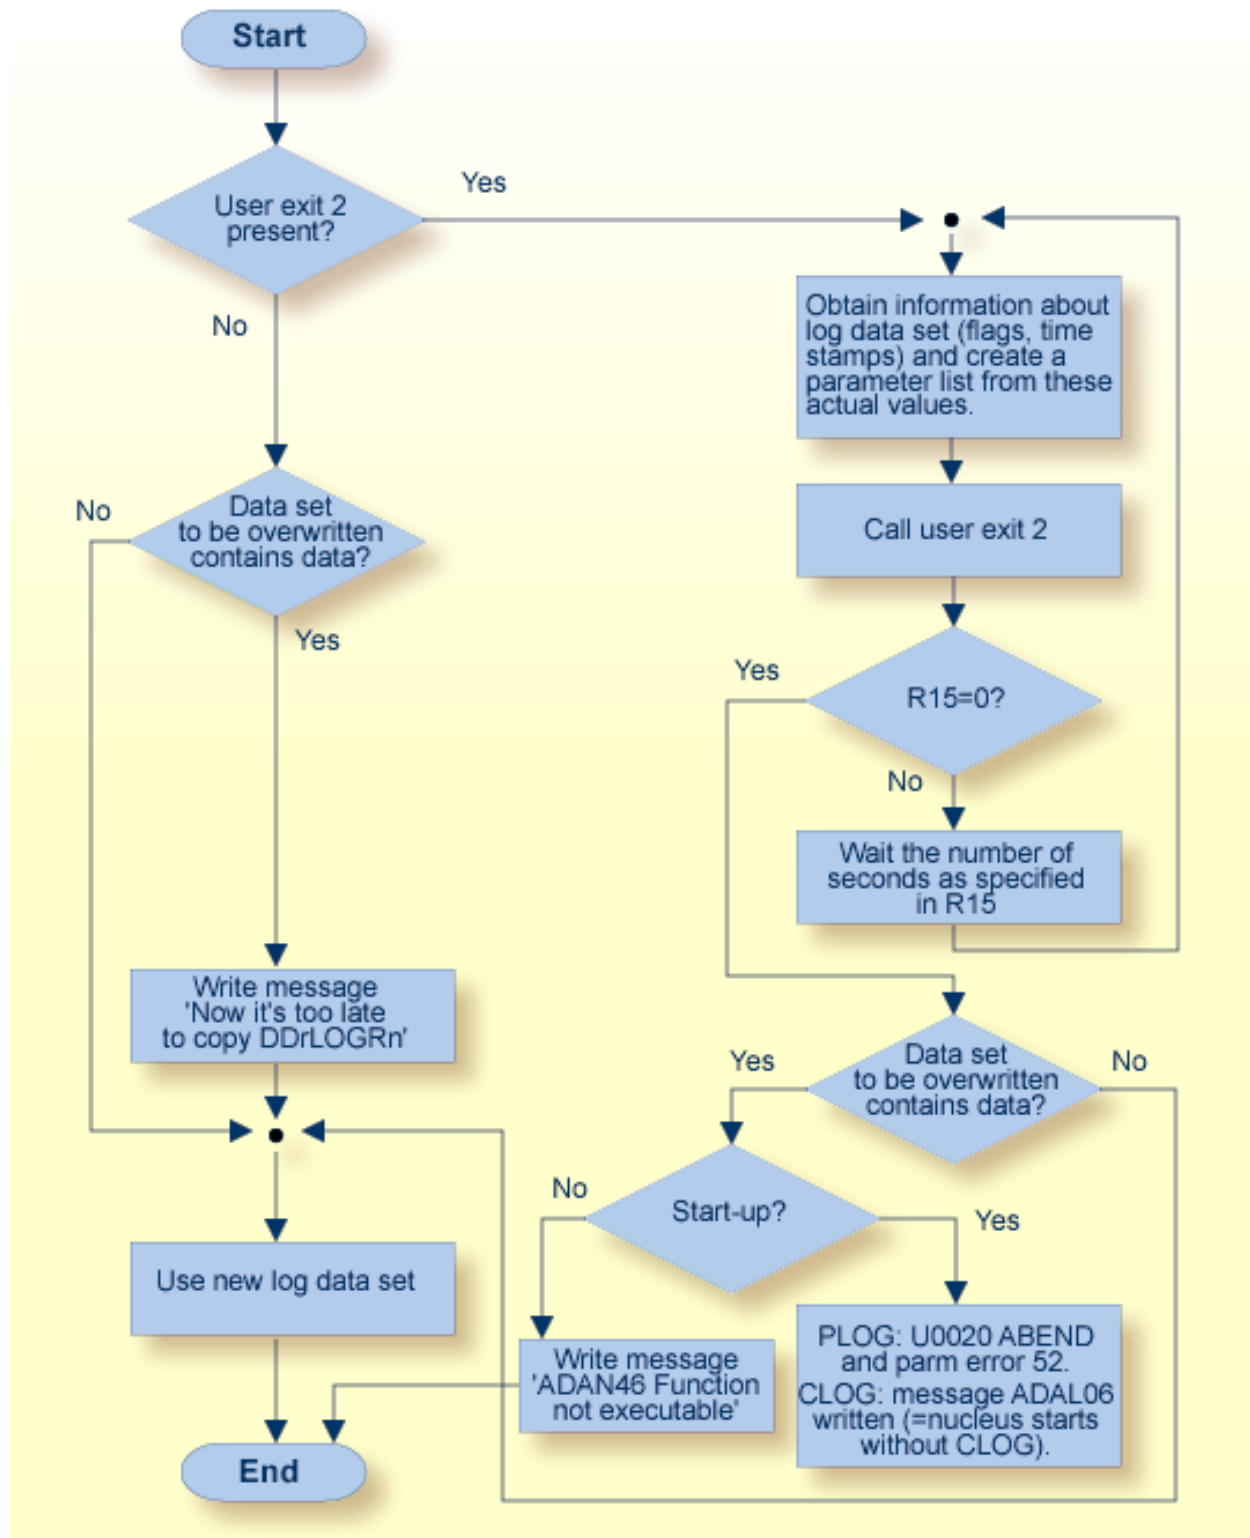 Start
User exit 2
present?
Yes
No
Obtain information about
log data set (flags, time
stamps) and create a
parameter list from these
actual values.
Call user exit 2
Data set
to be overwritten
contains data?
No
Yes
R15=0?
Yes
No
Wait the number of
seconds as specified
in R15
Write message
'Now it's too late
to copy DDrLOGRn'
Data set
to be overwritten
contains data?
Yes
No
Start-up?
No
Yes
Use new log data set
Write message
'ADAN46 Function
not executable'
PLOG: U0020 ABEND
and parm error 52.
CLOG: message ADAL06
written (=nucleus starts
without CLOG).
End